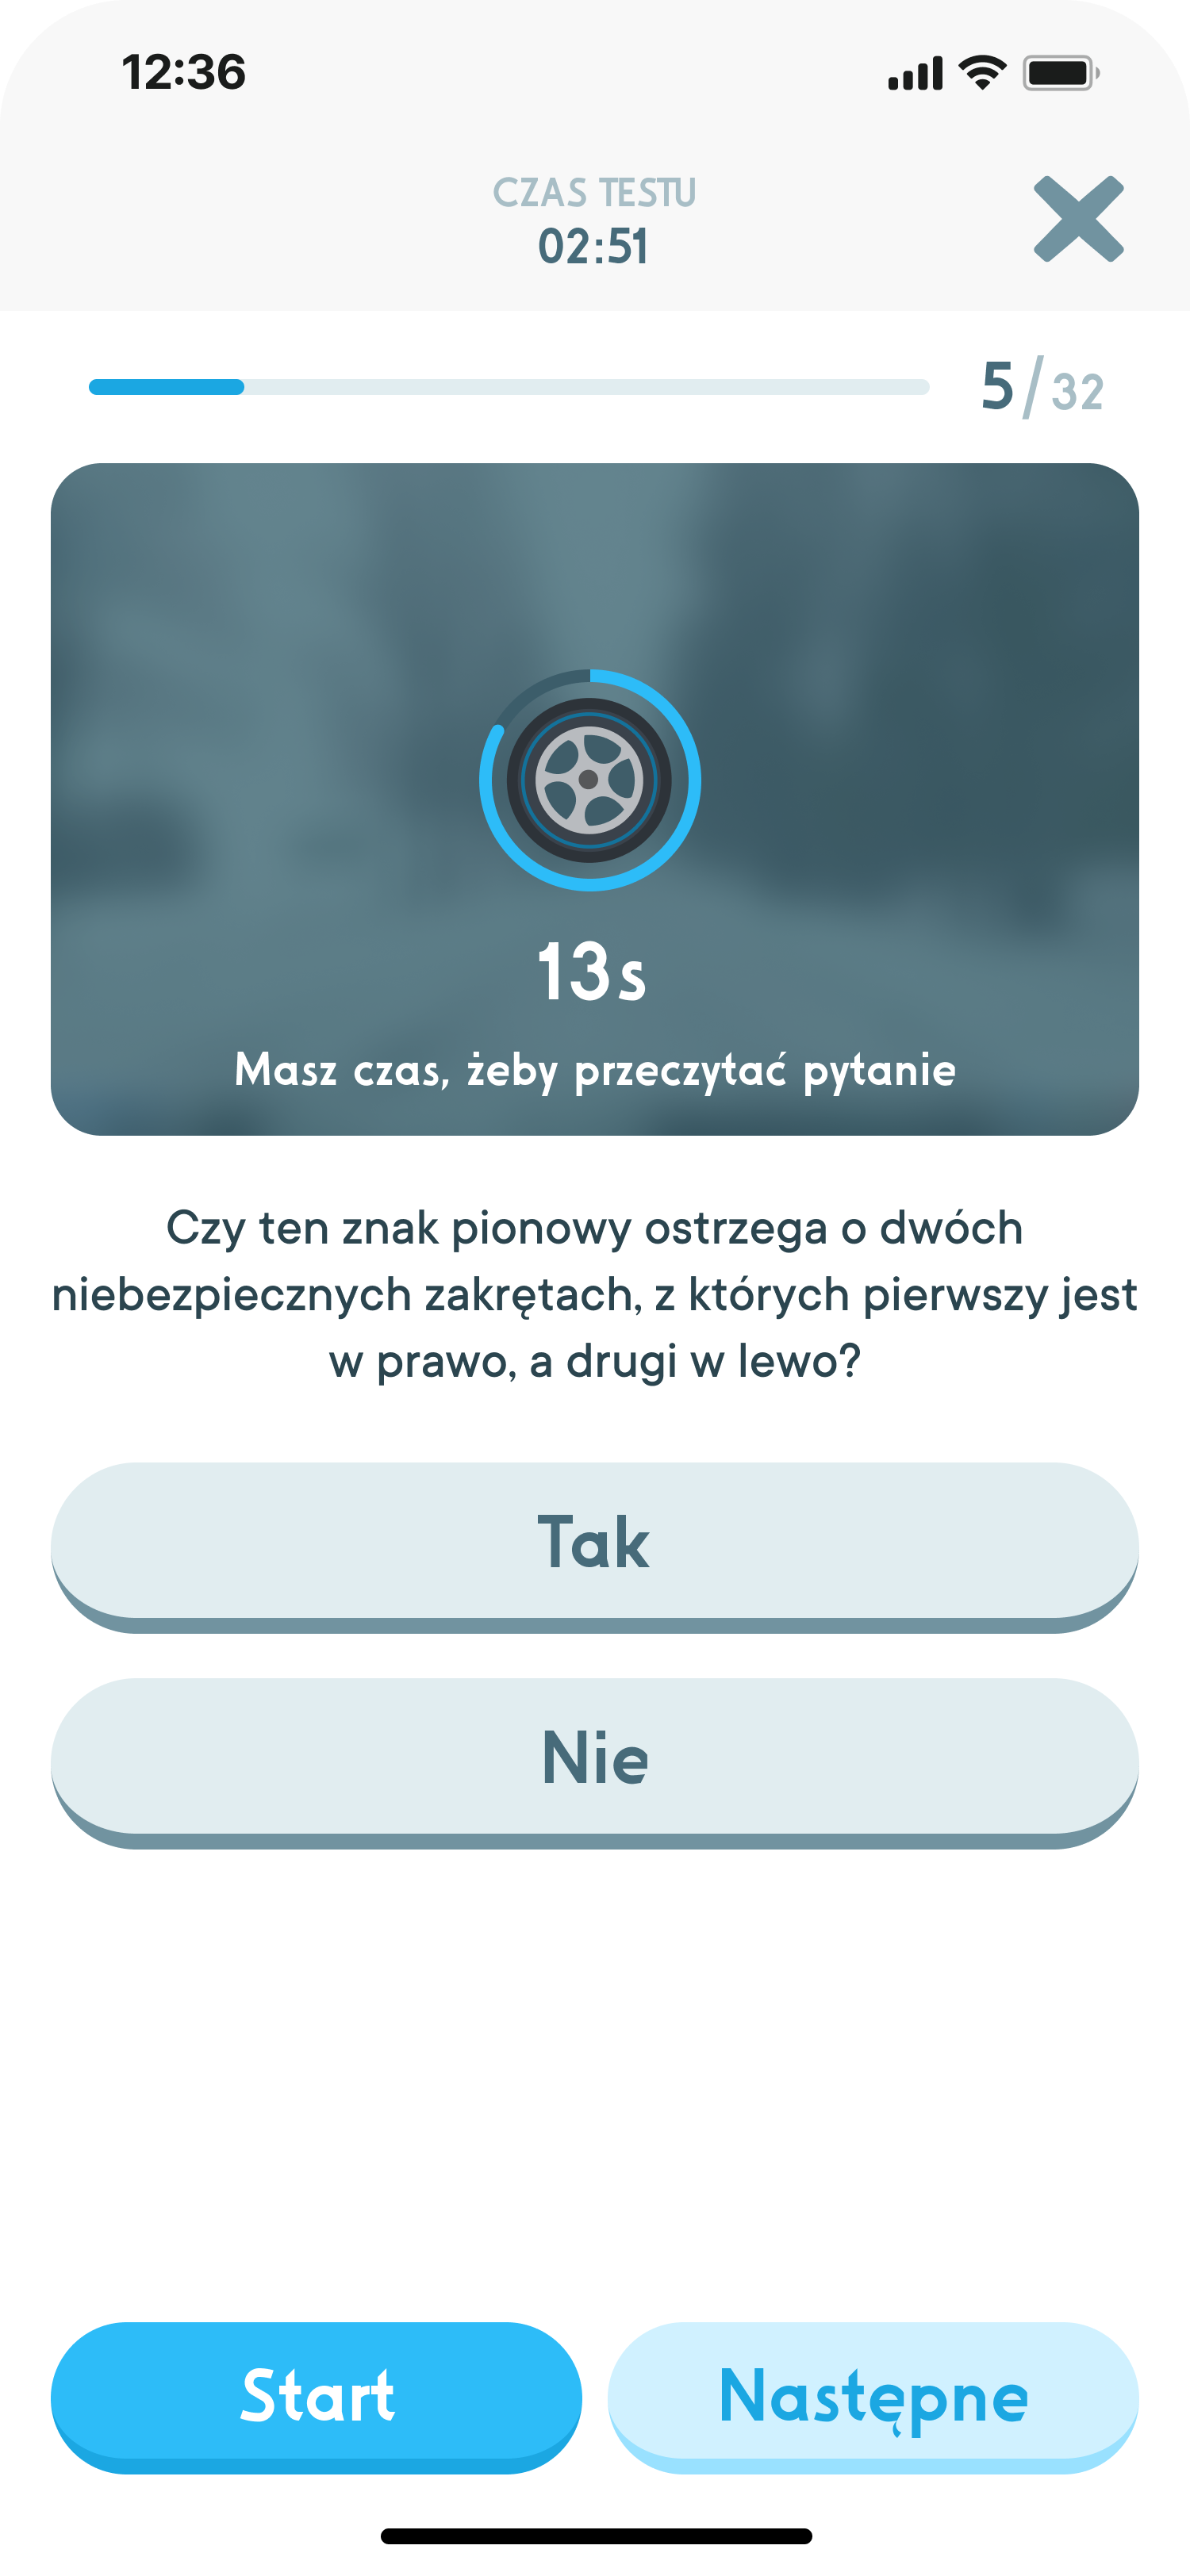 12:36
CZAS TESTU
02:51
5/32
13s
Masz czas, żeby przeczytać pytanie
Czy ten znak pionowy ostrzega o dwóch
niebezpiecznych zakrętach, z których pierwszy jest
w prawo, a drugi w lewo?
Tak
Nie
Start Następne